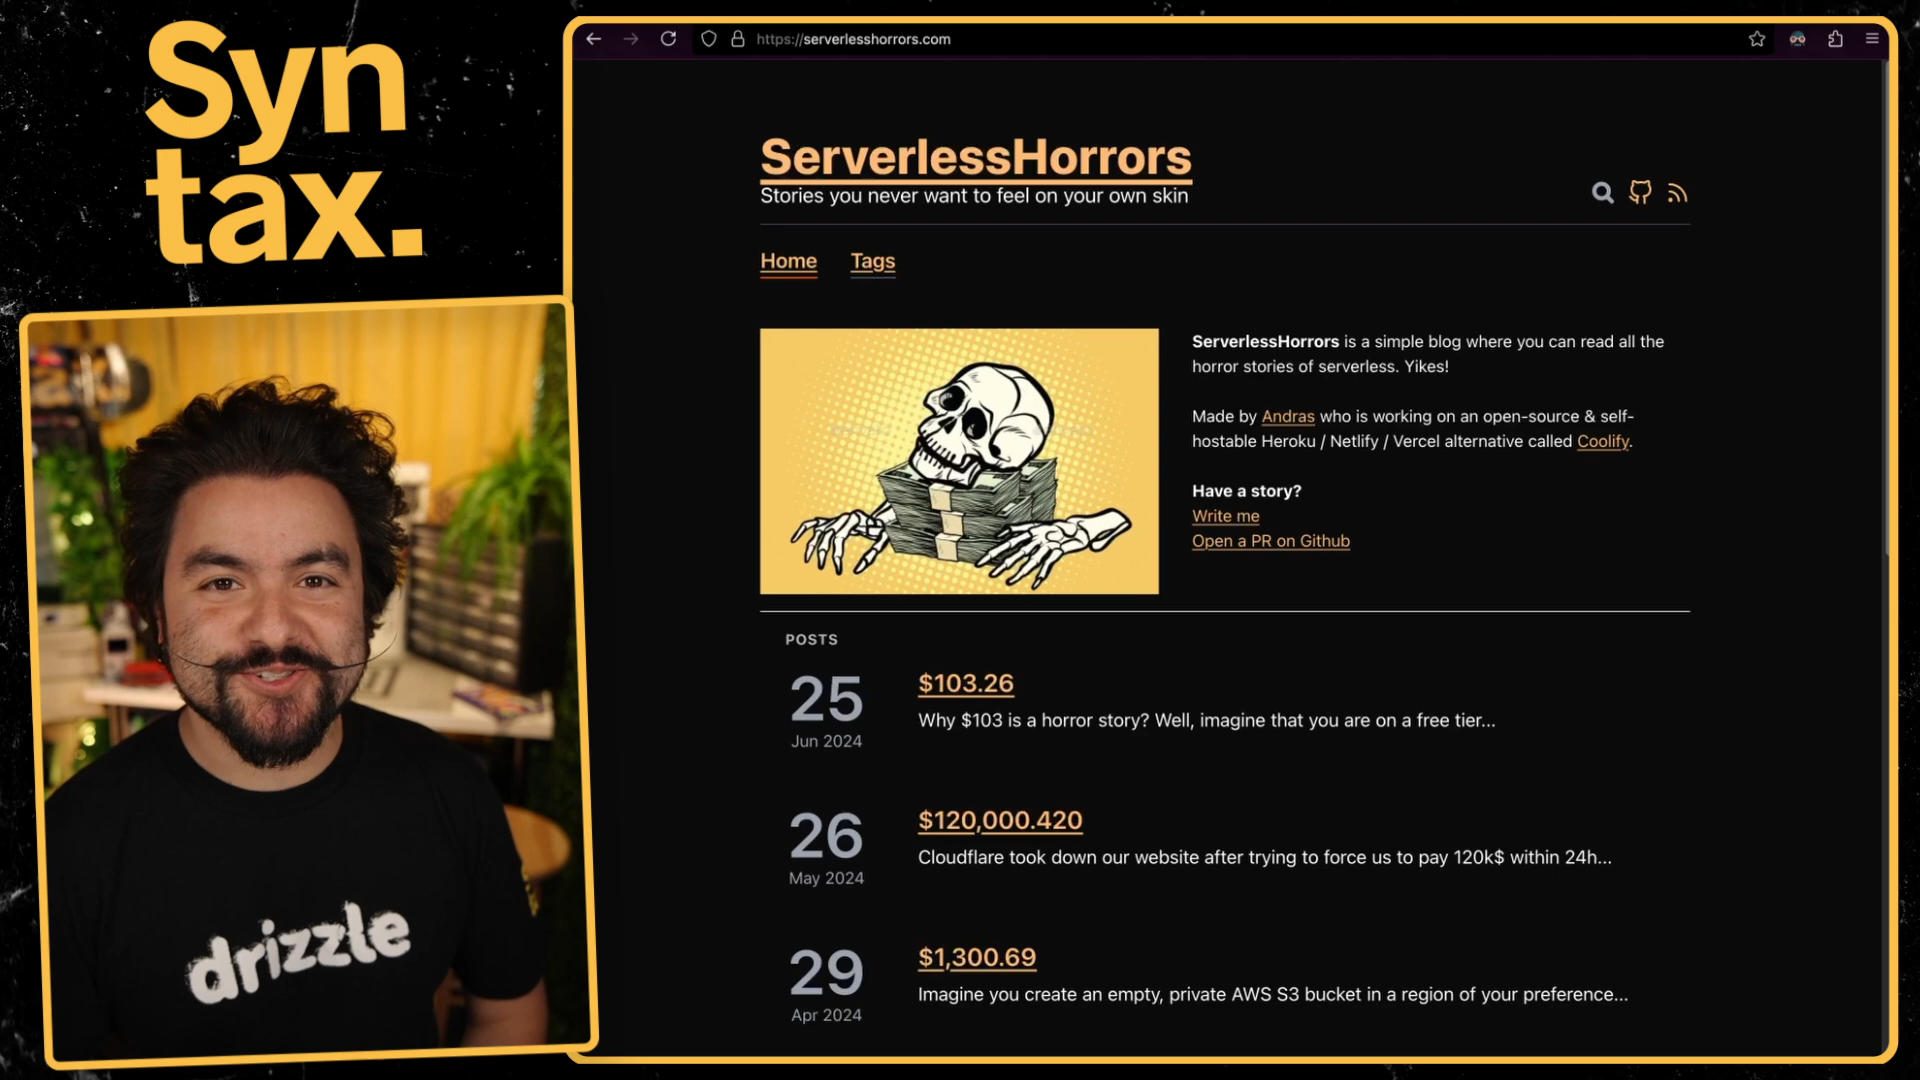 Syn
tax.
drizzle
https://serverlesshorrors.com
ServerlessHorrors
Stories you never want to feel on your own skin
Home Tags
ServerlessHorrors is a simple blog where you can read all the
horror stories of serverless. Yikes!
Made by Andras who is working on an open-source & self-
hostable Heroku / Netlify / Vercel alternative called Coolify.
Have a story?
Write me
Open a PR on Github
POSTS
25
Jun 2024
$103.26
Why $103 is a horror story? Well, imagine that you are on a free tier...
26
May 2024
$120,000.420
Cloudflare took down our website after trying to force us to pay 120k$ within 24h...
29
Apr 2024
$1,300.69
Imagine you create an empty, private AWS S3 bucket in a region of your preference...